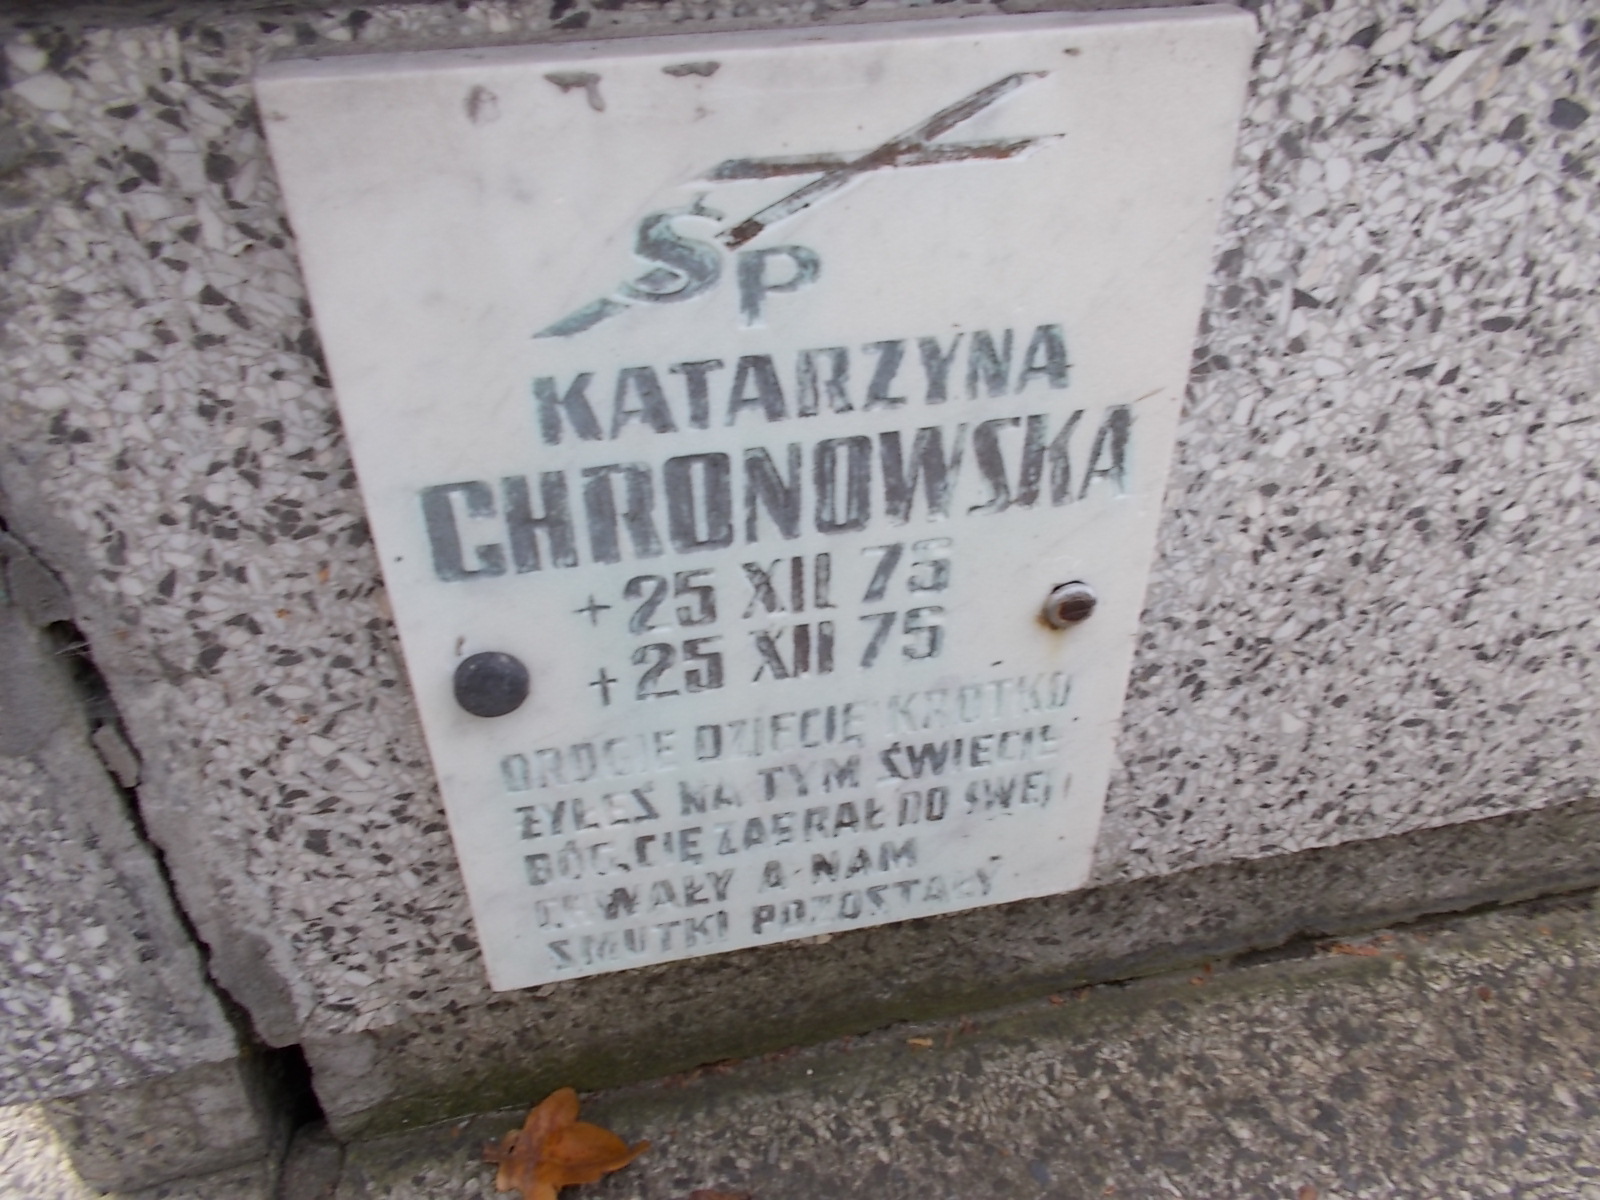 ŚP
KATARZYNA
CHRONOWSKA
+ 25 XII 75
+ 25 XII 75
DROGIE DZIECIĘ KRÓTKO
ŻYŁEŚ NA TYM ŚWIECIE
BÓG CIĘ ZABRAŁ DO SWEJ
CHWAŁY A NAM
SMUTKI POZOSTAŁY